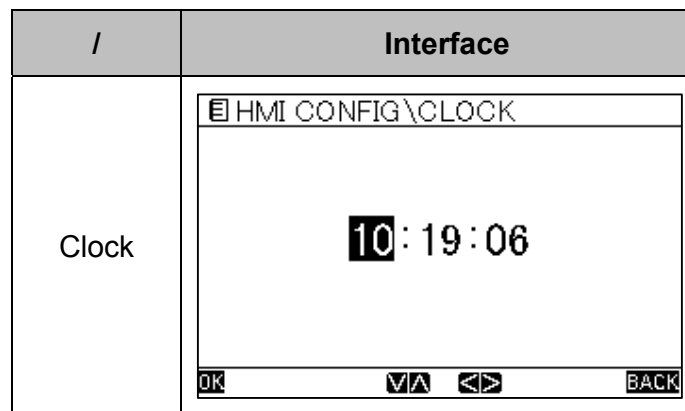 / Interface
Clock
HMI CONFIG\CLOCK
10:19:06
OK
BACK